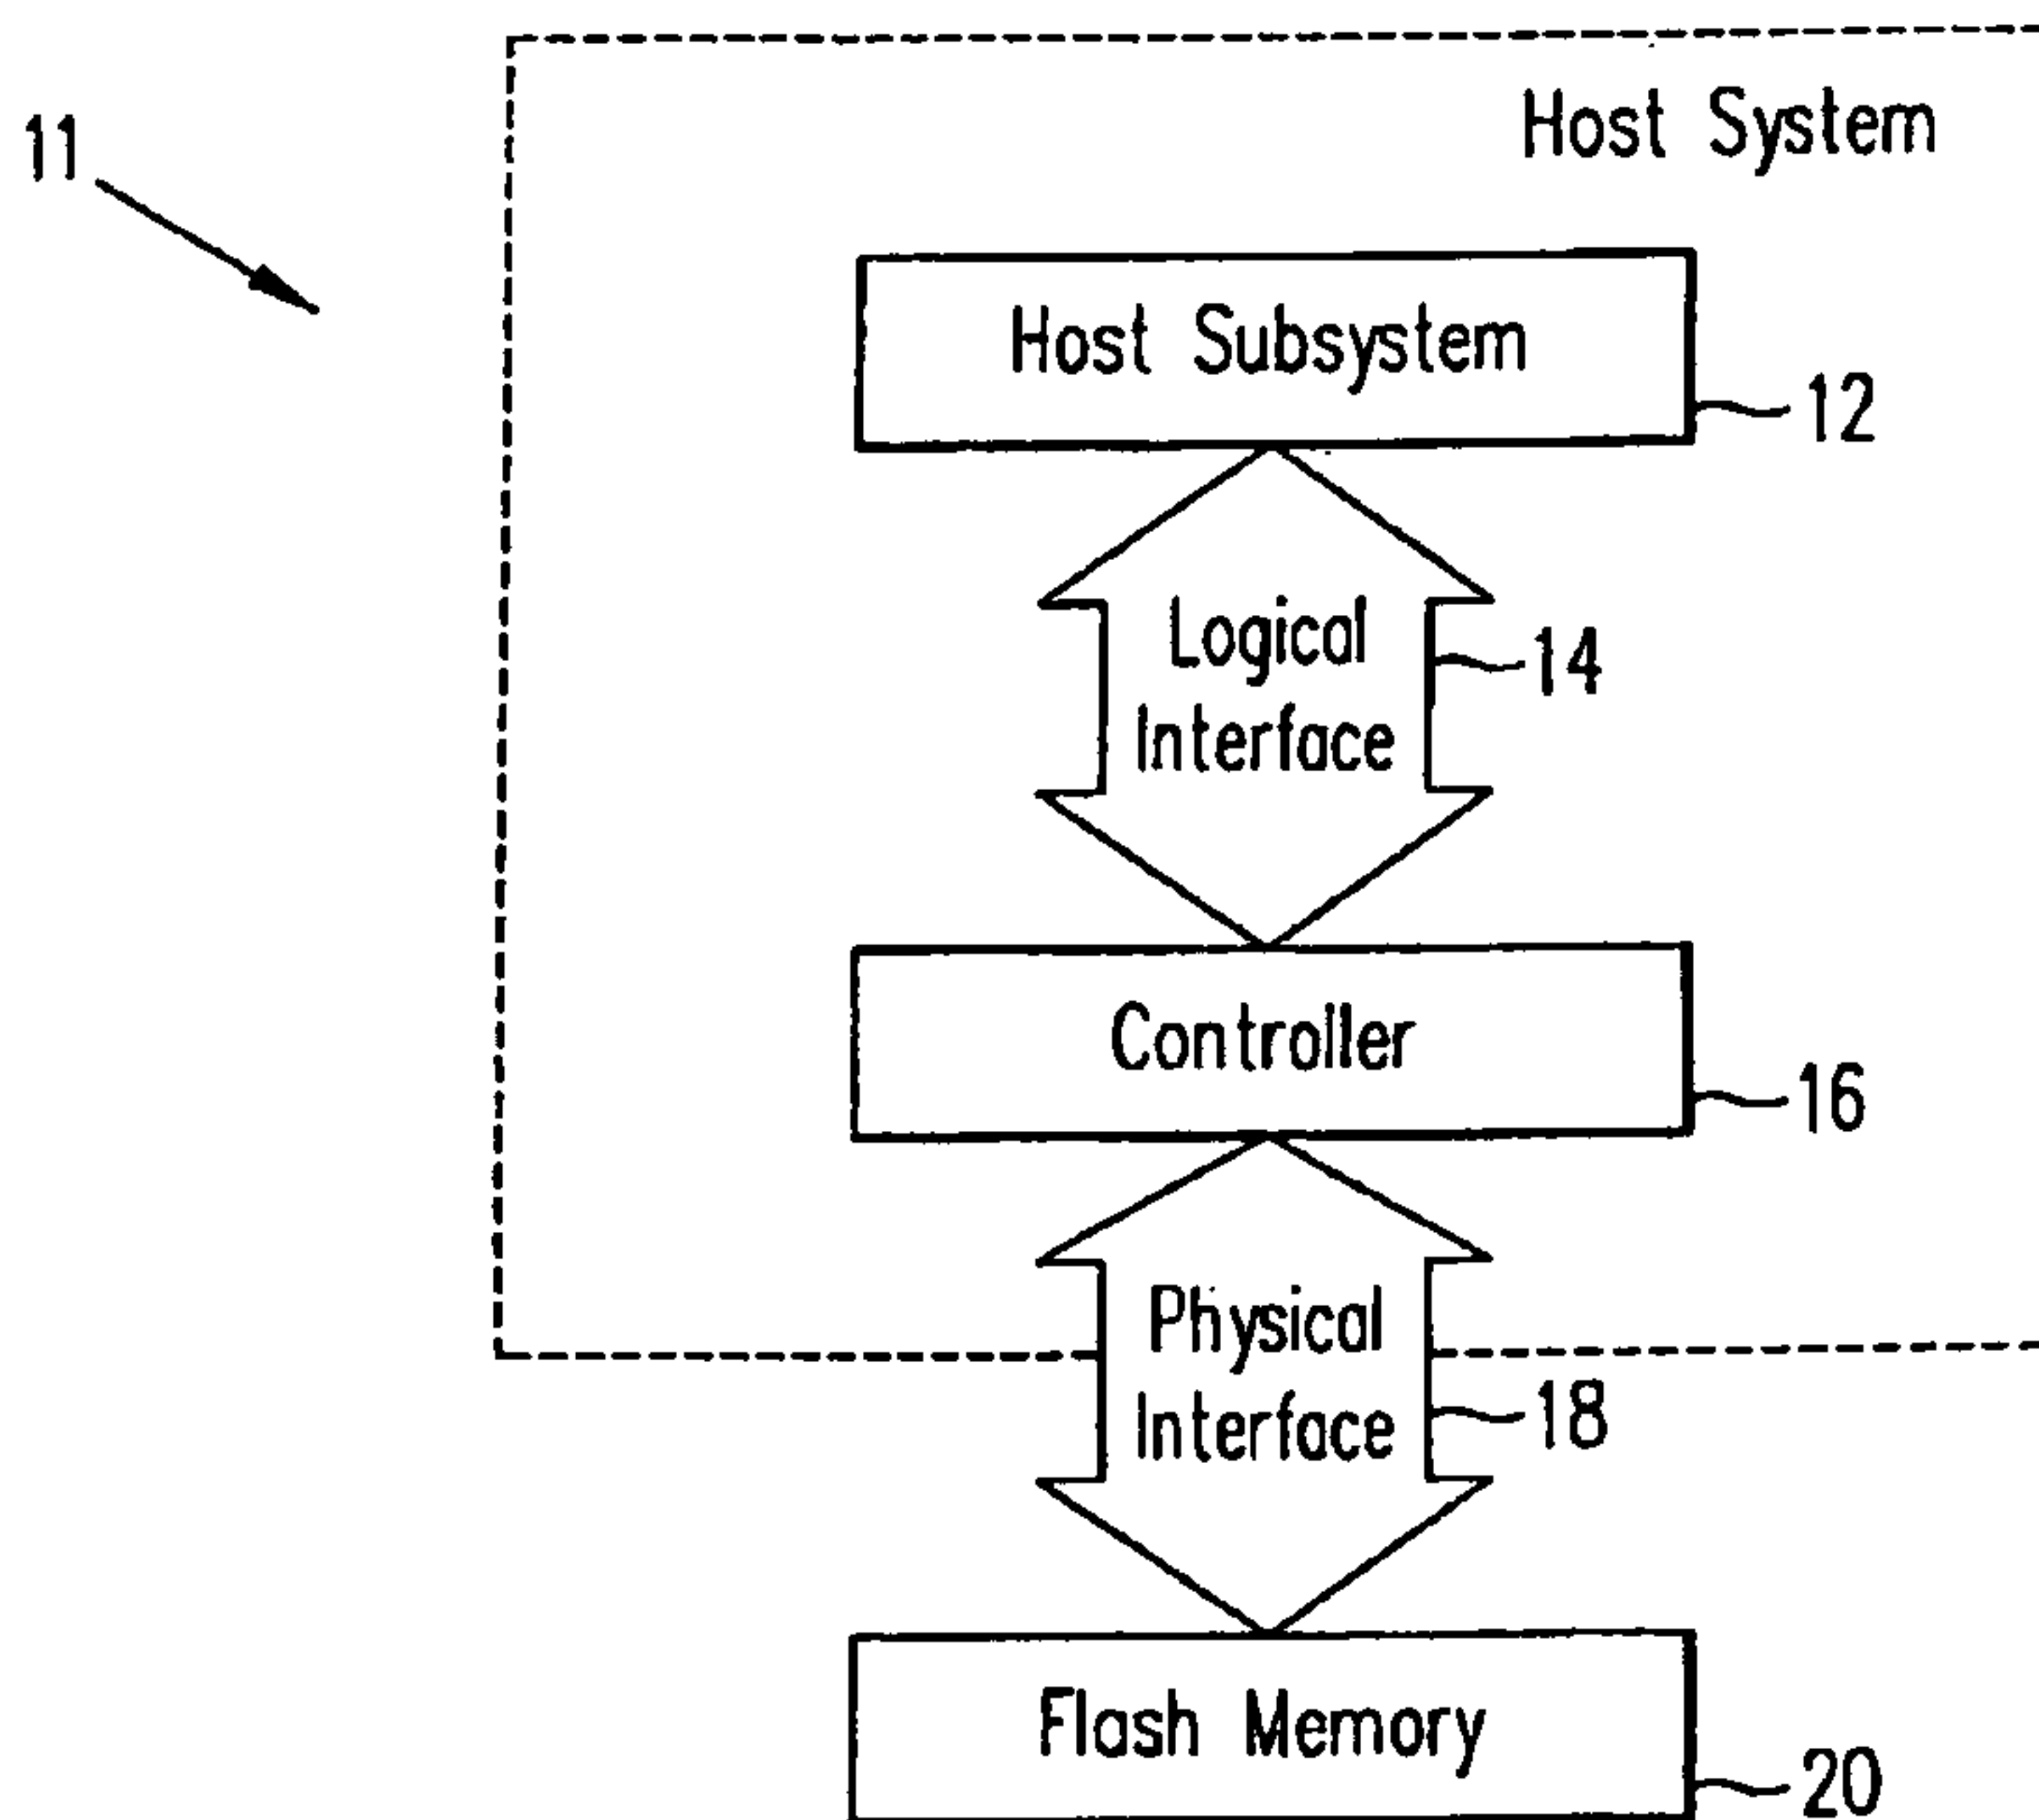 Host System
11
Host Subsystem
12
Logical
Interface
14
Controller
16
Physical
Interface
18
Flash Memory
20